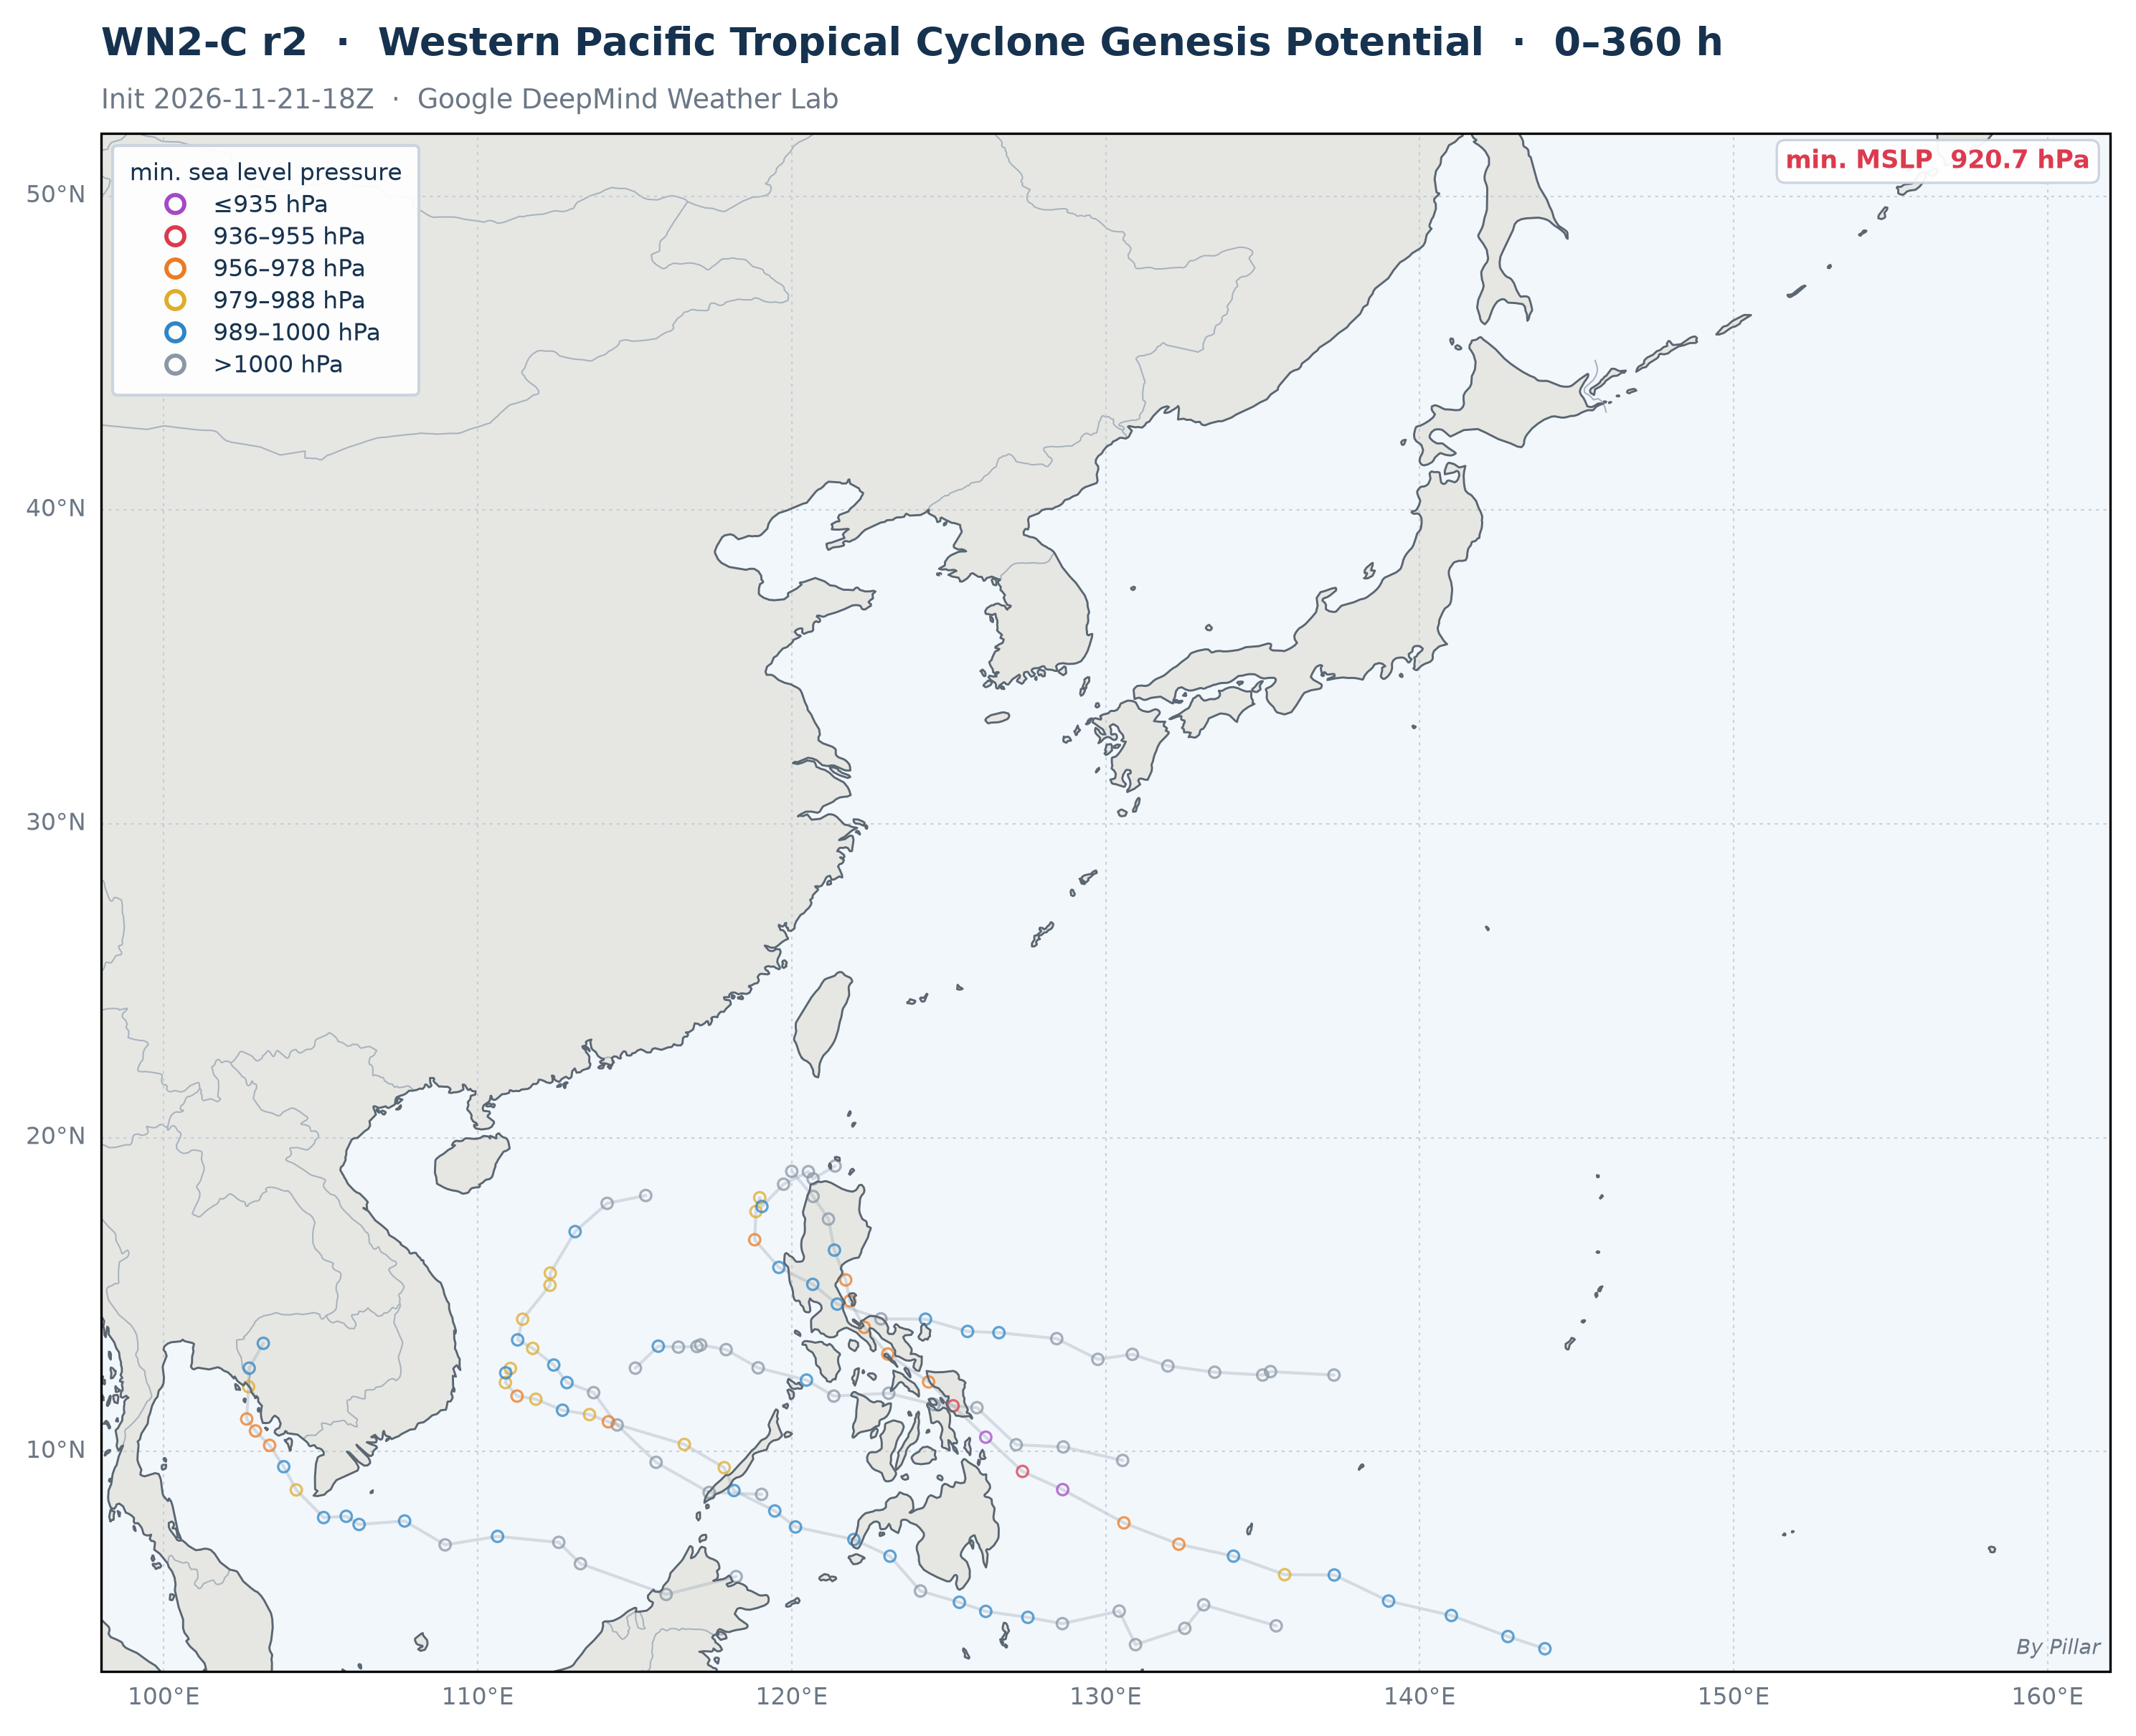 WN2-C r2 · Western Pacific Tropical Cyclone Genesis Potential · 0–360 h
Init 2026-11-21-18Z · Google DeepMind Weather Lab
min. sea level pressure
≤935 hPa
936–955 hPa
956–978 hPa
979–988 hPa
989–1000 hPa
>1000 hPa
min. MSLP 920.7 hPa
50°N
40°N
30°N
20°N
10°N
By Pillar
100°E 110°E 120°E 130°E 140°E 150°E 160°E